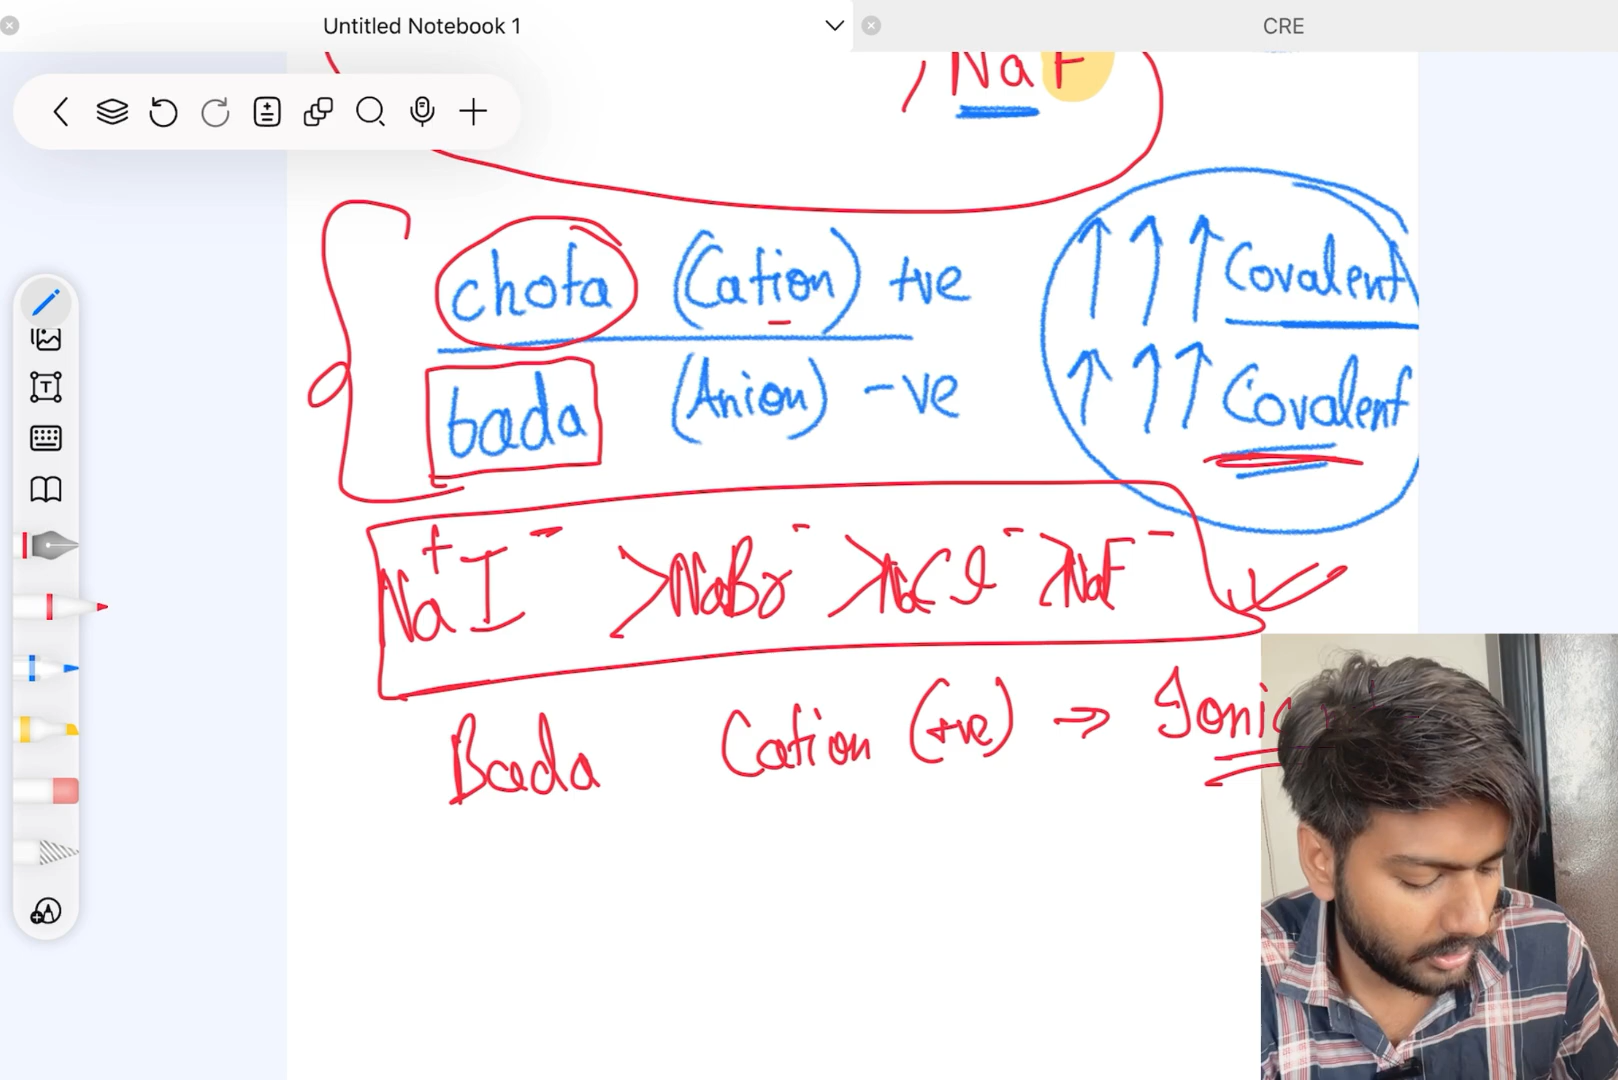 Untitled Notebook 1
CRE
, NaF
chota (Cation) +ve ↑↑↑ Covalent
bada (Anion) -ve ↑↑↑ Covalent
Na⁺I⁻ > NaBr⁻ > NaCl⁻ > NaF⁻
Bada Cation (+ve) ⇒ Ionic